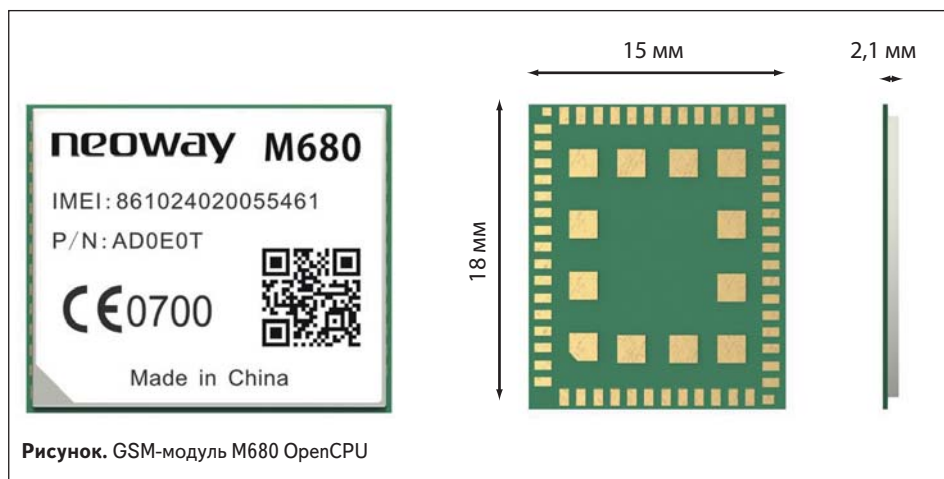 neoway M680
IMEI:861024020055461
P/N:AD0E0T
CE0700
Made in China
15 мм
2,1 мм
18 мм
Рисунок. GSM-модуль M680 OpenCPU